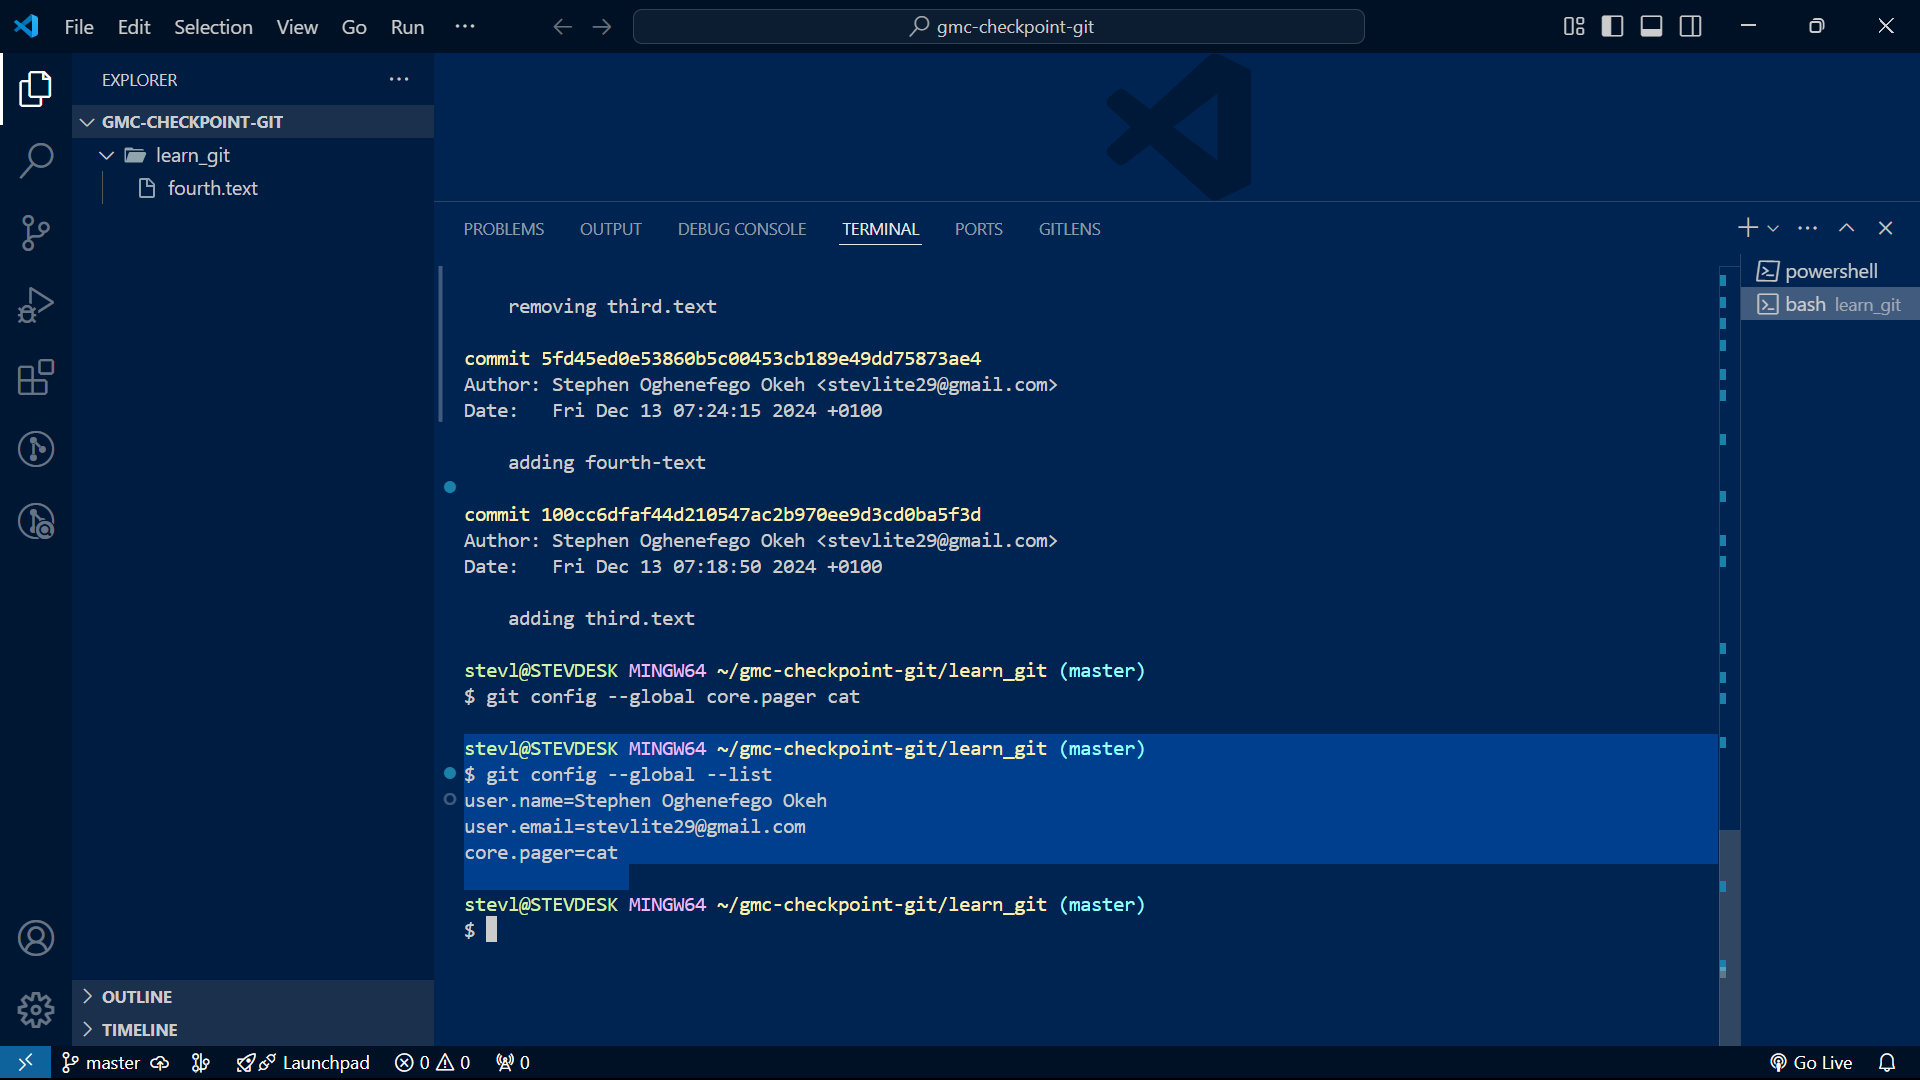 File Edit Selection View Go Run ···
gmc-checkpoint-git
EXPLORER
GMC-CHECKPOINT-GIT
learn_git
fourth.text
OUTLINE
TIMELINE
PROBLEMS OUTPUT DEBUG CONSOLE TERMINAL PORTS GITLENS
powershell
bash learn_git
removing third.text
commit 5fd45ed0e53860b5c00453cb189e49dd75873ae4
Author: Stephen Oghenefego Okeh <stevlite29@gmail.com>
Date:   Fri Dec 13 07:24:15 2024 +0100
adding fourth-text
commit 100cc6dfaf44d210547ac2b970ee9d3cd0ba5f3d
Author: Stephen Oghenefego Okeh <stevlite29@gmail.com>
Date:   Fri Dec 13 07:18:50 2024 +0100
adding third.text
stevl@STEVDESK MINGW64 ~/gmc-checkpoint-git/learn_git (master)
$ git config --global core.pager cat
stevl@STEVDESK MINGW64 ~/gmc-checkpoint-git/learn_git (master)
$ git config --global --list
user.name=Stephen Oghenefego Okeh
user.email=stevlite29@gmail.com
core.pager=cat
stevl@STEVDESK MINGW64 ~/gmc-checkpoint-git/learn_git (master)
$
master Launchpad 0 0 0 Go Live